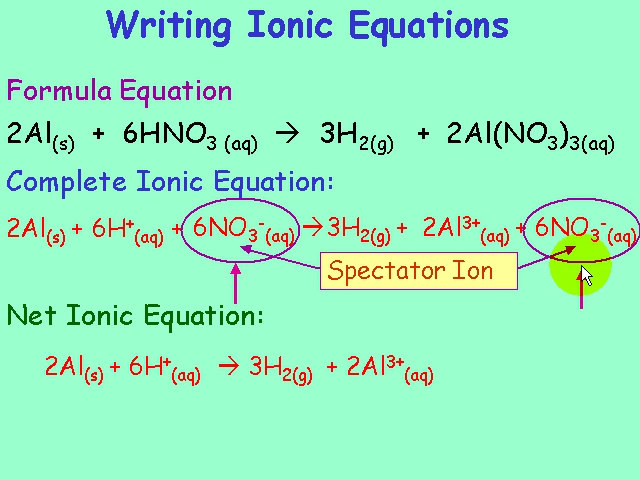 Writing Ionic Equations
Formula Equation
2Al(s) + 6HNO3 (aq) → 3H2(g) + 2Al(NO3)3(aq)
Complete Ionic Equation:
2Al(s) + 6H+(aq) + 6NO3-(aq) → 3H2(g) + 2Al3+(aq) + 6NO3-(aq)
Spectator Ion
Net Ionic Equation:
2Al(s) + 6H+(aq) → 3H2(g) + 2Al3+(aq)